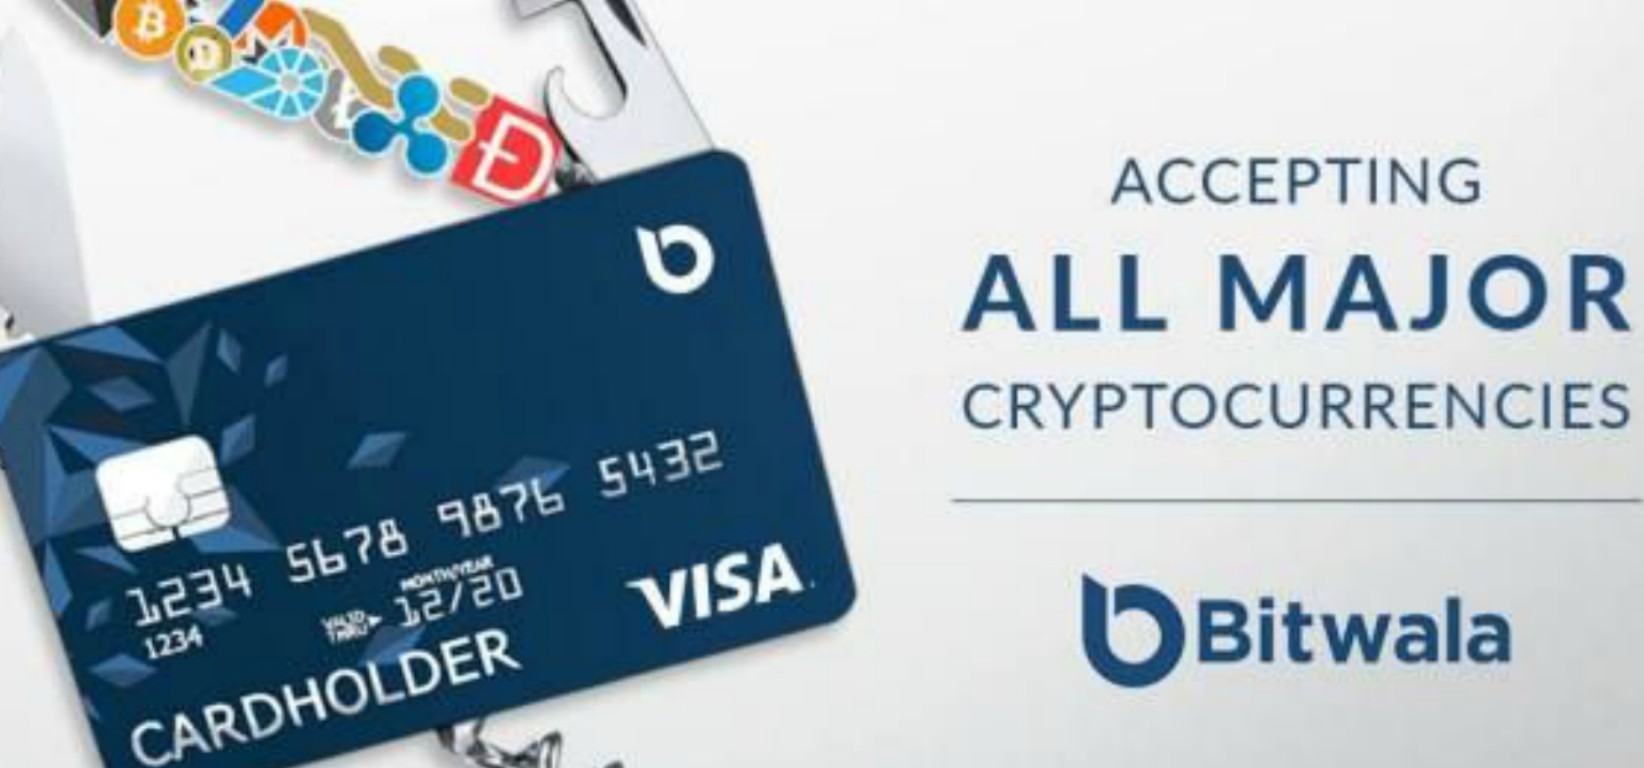 1234 5678 9876 5432
1234
MONTH/YEAR
VALID THRU 12/20
CARDHOLDER
VISA
ACCEPTING
ALL MAJOR
CRYPTOCURRENCIES
Bitwala